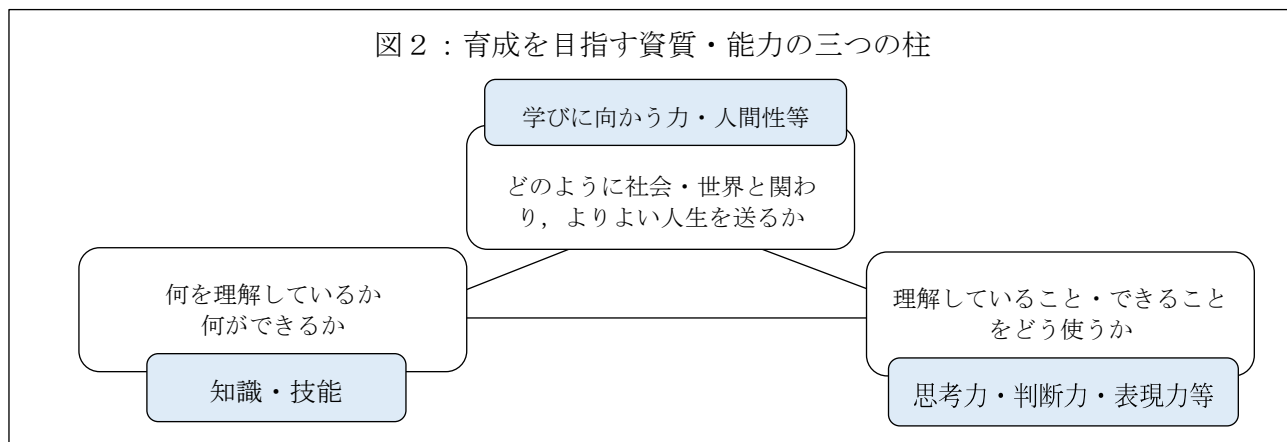 図2：育成を目指す資質・能力の三つの柱
学びに向かう力・人間性等
どのように社会・世界と関わ
り，よりよい人生を送るか
何を理解しているか
何ができるか
知識・技能
理解していること・できること
をどう使うか
思考力・判断力・表現力等